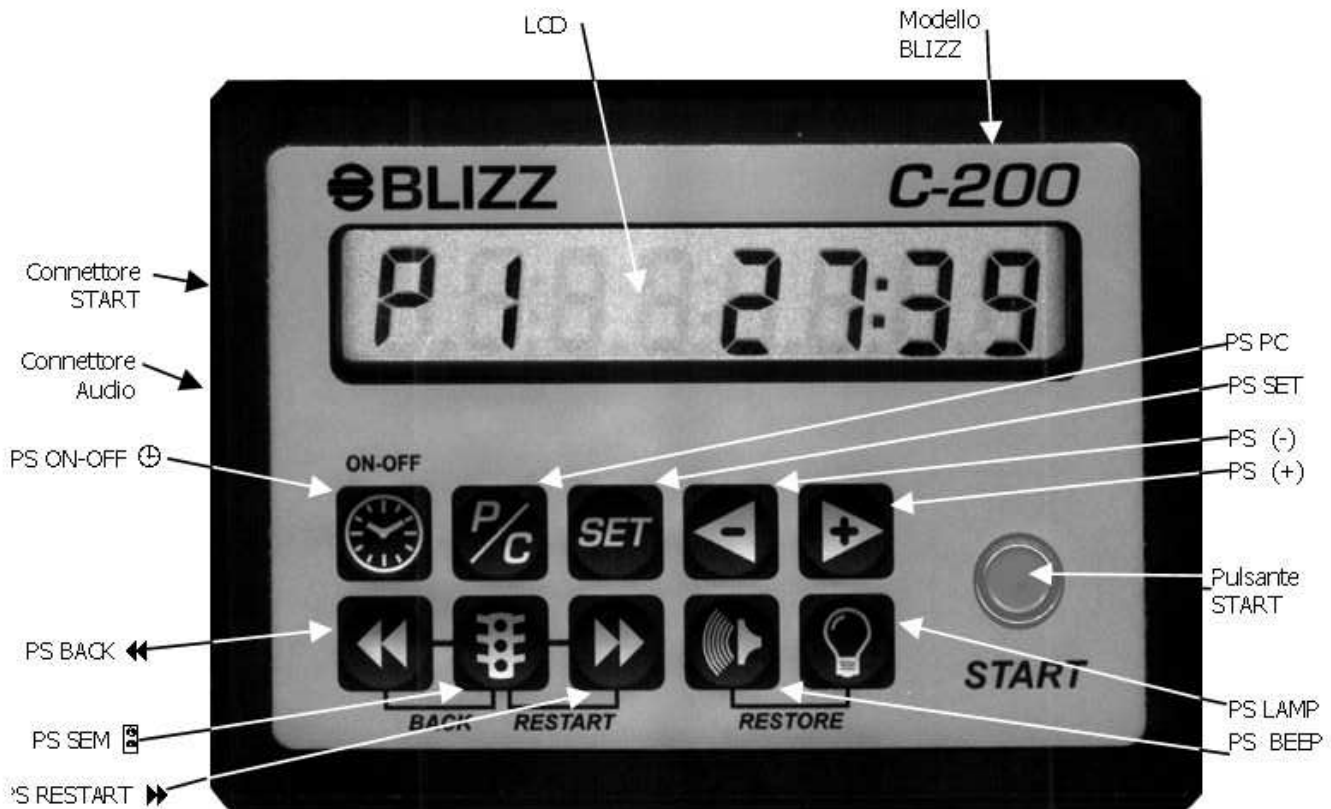 LCD
Modello
BLIZZ
BLIZZ
C-200
P 1 27:39
Connettore
START
Connettore
Audio
PS PC
PS SET
PS (-)
PS (+)
PS ON-OFF
ON-OFF
P/C
SET
-
+
Pulsante
START
PS BACK
START
BACK
RESTART
RESTORE
PS LAMP
PS BEEP
PS SEM
'S RESTART